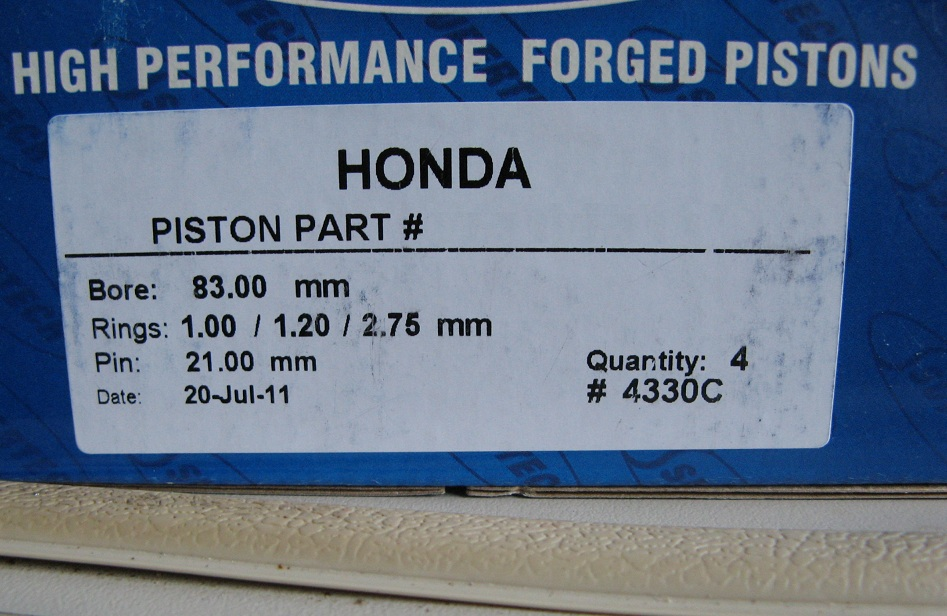 HIGH PERFORMANCE FORGED PISTONS
HONDA
PISTON PART #
Bore: 83.00 mm
Rings: 1.00 / 1.20 / 2.75 mm
Pin: 21.00 mm
Quantity: 4
Date: 20-Jul-11
# 4330C